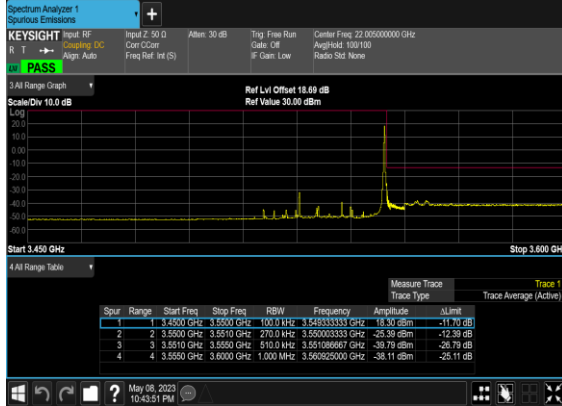 Spectrum Analyzer 1
Spurious Emissions
+
KEYSIGHT Input: RF Input Z: 50 Ω Atten: 30 dB Trig: Free Run Center Freq: 22.005000000 GHz
R T Coupling: DC Corr CCorr Gate: Off Avg|Hold: 100/100
Align: Auto Freq Ref: Int (S) IF Gain: Low Radio Std: None
LXI PASS
3 All Range Graph
Ref Lvl Offset 18.69 dB
Scale/Div 10.0 dB Ref Value 30.00 dBm
Log
20.0
10.0
0.00
-10.0
-20.0
-30.0
-40.0
-50.0
-60.0
Start 3.450 GHz Stop 3.600 GH
4 All Range Table
Measure Trace Trace 1
Trace Type Trace Average (Active)
Spur Range Start Freq Stop Freq RBW Frequency Amplitude ΔLimit
1 1 3.4500 GHz 3.5500 GHz 100.0 kHz 3.549333333 GHz 18.30 dBm -11.70 dB
2 2 3.5500 GHz 3.5510 GHz 270.0 kHz 3.550003333 GHz -25.39 dBm -12.39 dB
3 3 3.5510 GHz 3.5550 GHz 510.0 kHz 3.551086667 GHz -39.79 dBm -26.79 dB
4 4 3.5550 GHz 3.6000 GHz 1.000 MHz 3.560925000 GHz -38.11 dBm -25.11 dB
? May 08, 2023
10:43:51 PM